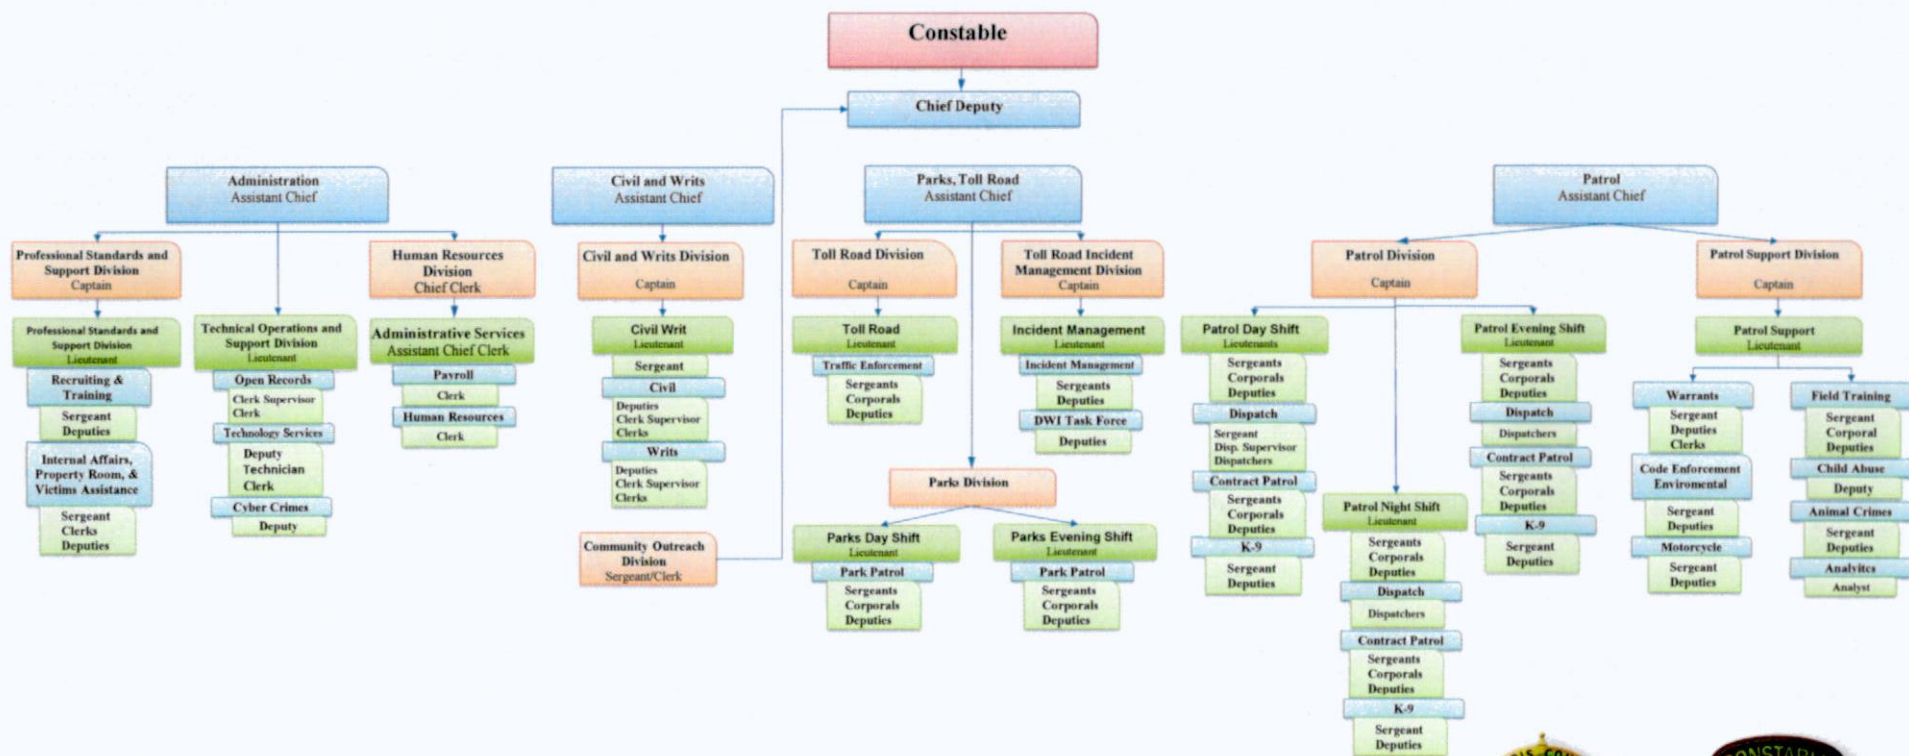 Constable
Chief Deputy
Administration
Assistant Chief
Civil and Writs
Assistant Chief
Parks, Toll Road
Assistant Chief
Patrol
Assistant Chief
Professional Standards and
Support Division
Captain
Human Resources
Division
Chief Clerk
Civil and Writs Division
Captain
Toll Road Division
Captain
Toll Road Incident
Management Division
Captain
Patrol Division
Captain
Patrol Support Division
Captain
Professional Standards and
Support Division
Lieutenant
Recruiting &
Training
Sergeant
Deputies
Internal Affairs,
Property Room, &
Victims Assistance
Sergeant
Clerks
Deputies
Technical Operations and
Support Division
Lieutenant
Open Records
Clerk Supervisor
Clerk
Technology Services
Deputy
Technician
Clerk
Cyber Crimes
Deputy
Administrative Services
Assistant Chief Clerk
Payroll
Clerk
Human Resources
Clerk
Civil Writ
Lieutenant
Sergeant
Civil
Deputies
Clerk Supervisor
Clerks
Writs
Deputies
Clerk Supervisor
Clerks
Community Outreach
Division
Sergeant/Clerk
Toll Road
Lieutenant
Traffic Enforcement
Sergeants
Corporals
Deputies
Incident Management
Lieutenant
Incident Management
Sergeants
Deputies
DWI Task Force
Deputies
Parks Division
Parks Day Shift
Lieutenant
Park Patrol
Sergeants
Corporals
Deputies
Parks Evening Shift
Lieutenant
Park Patrol
Sergeants
Corporals
Deputies
Patrol Day Shift
Lieutenants
Sergeants
Corporals
Deputies
Dispatch
Sergeant
Disp. Supervisor
Dispatchers
Contract Patrol
Sergeants
Corporals
Deputies
K-9
Sergeant
Deputies
Patrol Night Shift
Lieutenant
Sergeants
Corporals
Deputies
Dispatch
Dispatchers
Contract Patrol
Sergeants
Corporals
Deputies
K-9
Sergeant
Deputies
Patrol Evening Shift
Lieutenant
Sergeants
Corporals
Deputies
Dispatch
Dispatchers
Contract Patrol
Sergeants
Corporals
Deputies
K-9
Sergeant
Deputies
Patrol Support
Lieutenant
Warrants
Sergeant
Deputies
Clerks
Code Enforcement
Enviromental
Sergeant
Deputies
Motorcycle
Sergeant
Deputies
Field Training
Sergeant
Corporal
Deputies
Child Abuse
Deputy
Animal Crimes
Sergeant
Deputies
Analyitcs
Analyst